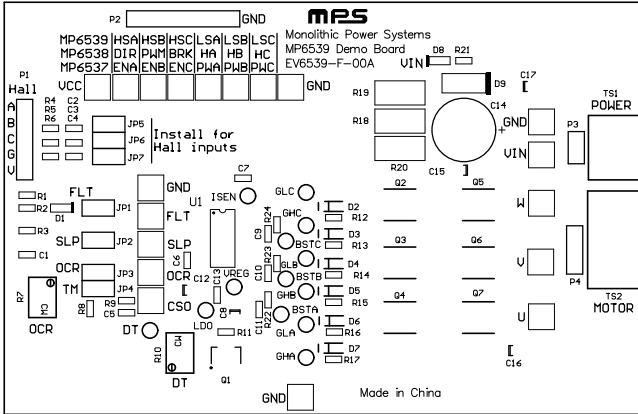 P2 GND
MPS
Monolithic Power Systems
MP6539 Demo Board
EV6539-F-00A
MP6539 HSA HSB HSC LSA LSB LSC
MP6538 DIR PWM BRK HA HB HC
MP6537 ENA ENB ENC PWA PWB PWC
VCC GND
VIN D8 R21
D9 C17
P1
Hall
A
B
C
G
V
R4 C2
R5 C3
R6 C4
JP5
JP6
JP7
Install for
Hall inputs
R19
R18
R20
C14
+
C15
GND
VIN
P3
TS1
POWER
R1
R2
D1
R3
C1
FLT JP1
SLP JP2
OCR JP3
TM JP4
R7
CW
OCR
R8
R9
C5
GND
FLT
SLP
OCR
CSO
C6
U1
ISEN
C7
C12
C13
VREG
LDO
C8
R11
Q1
DT
R10
CW
DT
C9
R24
R23
C10
C11
R22
GLC
GHC
BSTC
GLB
BSTB
GHB
BSTA
GLA
GHA
D2
R12
D3
R13
D4
R14
D5
R15
D6
R16
D7
R17
Q2 Q5
Q3 Q6
Q4 Q7
W
V
U
P4
TS2
MOTOR
C16
GND
Made in China